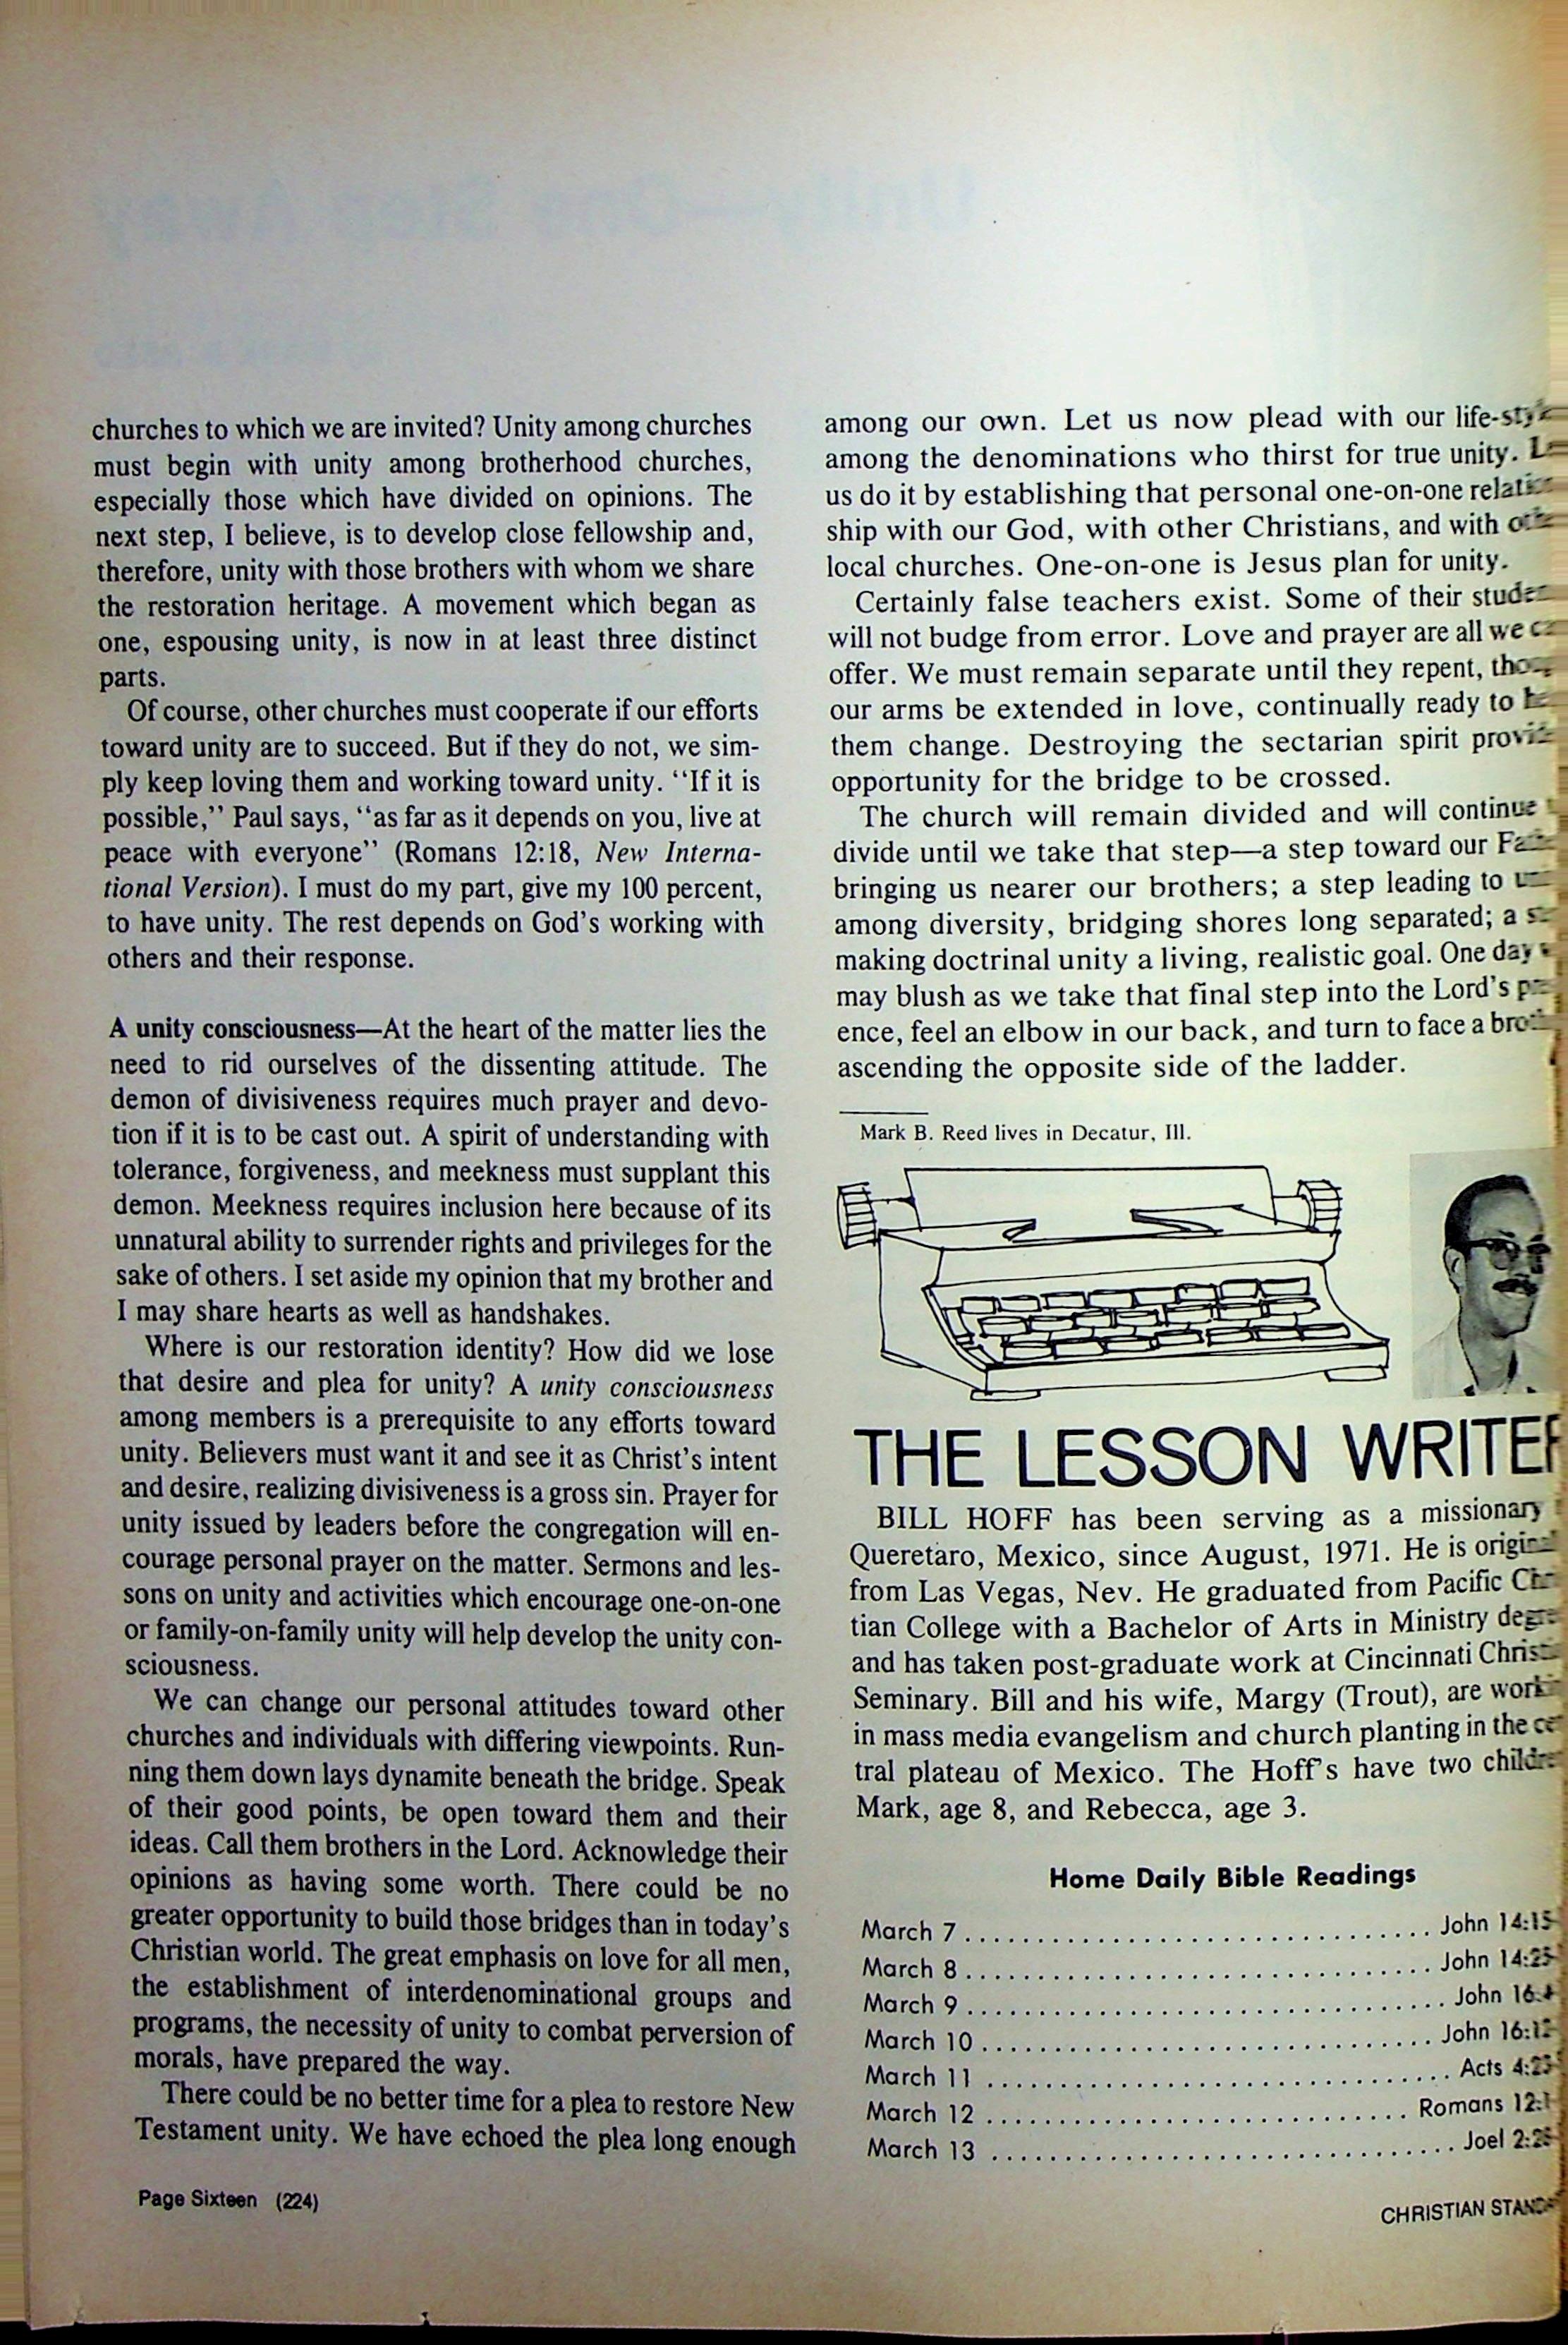 churches to which we are invited? Unity among churches
must begin with unity among brotherhood churches,
especially those which have divided on opinions. The
next step, I believe, is to develop close fellowship and,
therefore, unity with those brothers with whom we share
the restoration heritage. A movement which began as
one, espousing unity, is now in at least three distinct
parts.
Of course, other churches must cooperate if our efforts
toward unity are to succeed. But if they do not, we sim-
ply keep loving them and working toward unity. “If it is
possible,” Paul says, “as far as it depends on you, live at
peace with everyone” (Romans 12:18, New Interna-
tional Version). I must do my part, give my 100 percent,
to have unity. The rest depends on God's working with
others and their response.
A unity consciousness—At the heart of the matter lies the
need to rid ourselves of the dissenting attitude. The
demon of divisiveness requires much prayer and devo-
tion if it is to be cast out. A spirit of understanding with
tolerance, forgiveness, and meekness must supplant this
demon. Meekness requires inclusion here because of its
unnatural ability to surrender rights and privileges for the
sake of others. I set aside my opinion that my brother and
I may share hearts as well as handshakes.
Where is our restoration identity? How did we lose
that desire and plea for unity? A unity consciousness
among members is a prerequisite to any efforts toward
unity. Believers must want it and see it as Christ's intent
and desire, realizing divisiveness is a gross sin. Prayer for
unity issued by leaders before the congregation will en-
courage personal prayer on the matter. Sermons and les-
sons on unity and activities which encourage one-on-one
or family-on-family unity will help develop the unity con-
sciousness.
We can change our personal attitudes toward other
churches and individuals with differing viewpoints. Run-
ning them down lays dynamite beneath the bridge. Speak
of their good points, be open toward them and their
ideas. Call them brothers in the Lord. Acknowledge their
opinions as having some worth. There could be no
greater opportunity to build those bridges than in today's
Christian world. The great emphasis on love for all men,
the establishment of interdenominational groups and
programs, the necessity of unity to combat perversion of
morals, have prepared the way.
There could be no better time for a plea to restore New
Testament unity. We have echoed the plea long enough
among our own. Let us now plead with our
among the denominations who thirst for true unity.
us do it by establishing that personal one-on-one
ship with our God, with other Christians, and with
local churches. One-on-one is Jesus plan for unity.
Certainly false teachers exist. Some of their
will not budge from error. Love and prayer are all we
offer. We must remain separate until they repent,
our arms be extended in love, continually ready to
them change. Destroying the sectarian spirit
opportunity for the bridge to be crossed.
The church will remain divided and will continue
divide until we take that step—a step toward our
bringing us nearer our brothers; a step leading to
among diversity, bridging shores long separated; a
making doctrinal unity a living, realistic goal. One day
may blush as we take that final step into the Lord's
ence, feel an elbow in our back, and turn to face a
ascending the opposite side of the ladder.
Mark B. Reed lives in Decatur, Ill.
THE LESSON WRITER
BILL HOFF has been serving as a missionary
Queretaro, Mexico, since August, 1971. He is
from Las Vegas, Nev. He graduated from Pacific
tian College with a Bachelor of Arts in Ministry
and has taken post-graduate work at Cincinnati
Seminary. Bill and his wife, Margy (Trout), are
in mass media evangelism and church planting in the
tral plateau of Mexico. The Hoff's have two
Mark, age 8, and Rebecca, age 3.
Home Daily Bible Readings
March 7 . . . . . . . . . . John 14:15
March 8 . . . . . . . . . . John 14:25
March 9 . . . . . . . . . . John
March 10 . . . . . . . . . . John
March 11 . . . . . . . . . . Acts
March 12 . . . . . . . . . . Romans
March 13 . . . . . . . . . . Joel
Page Sixteen (224)
CHRISTIAN